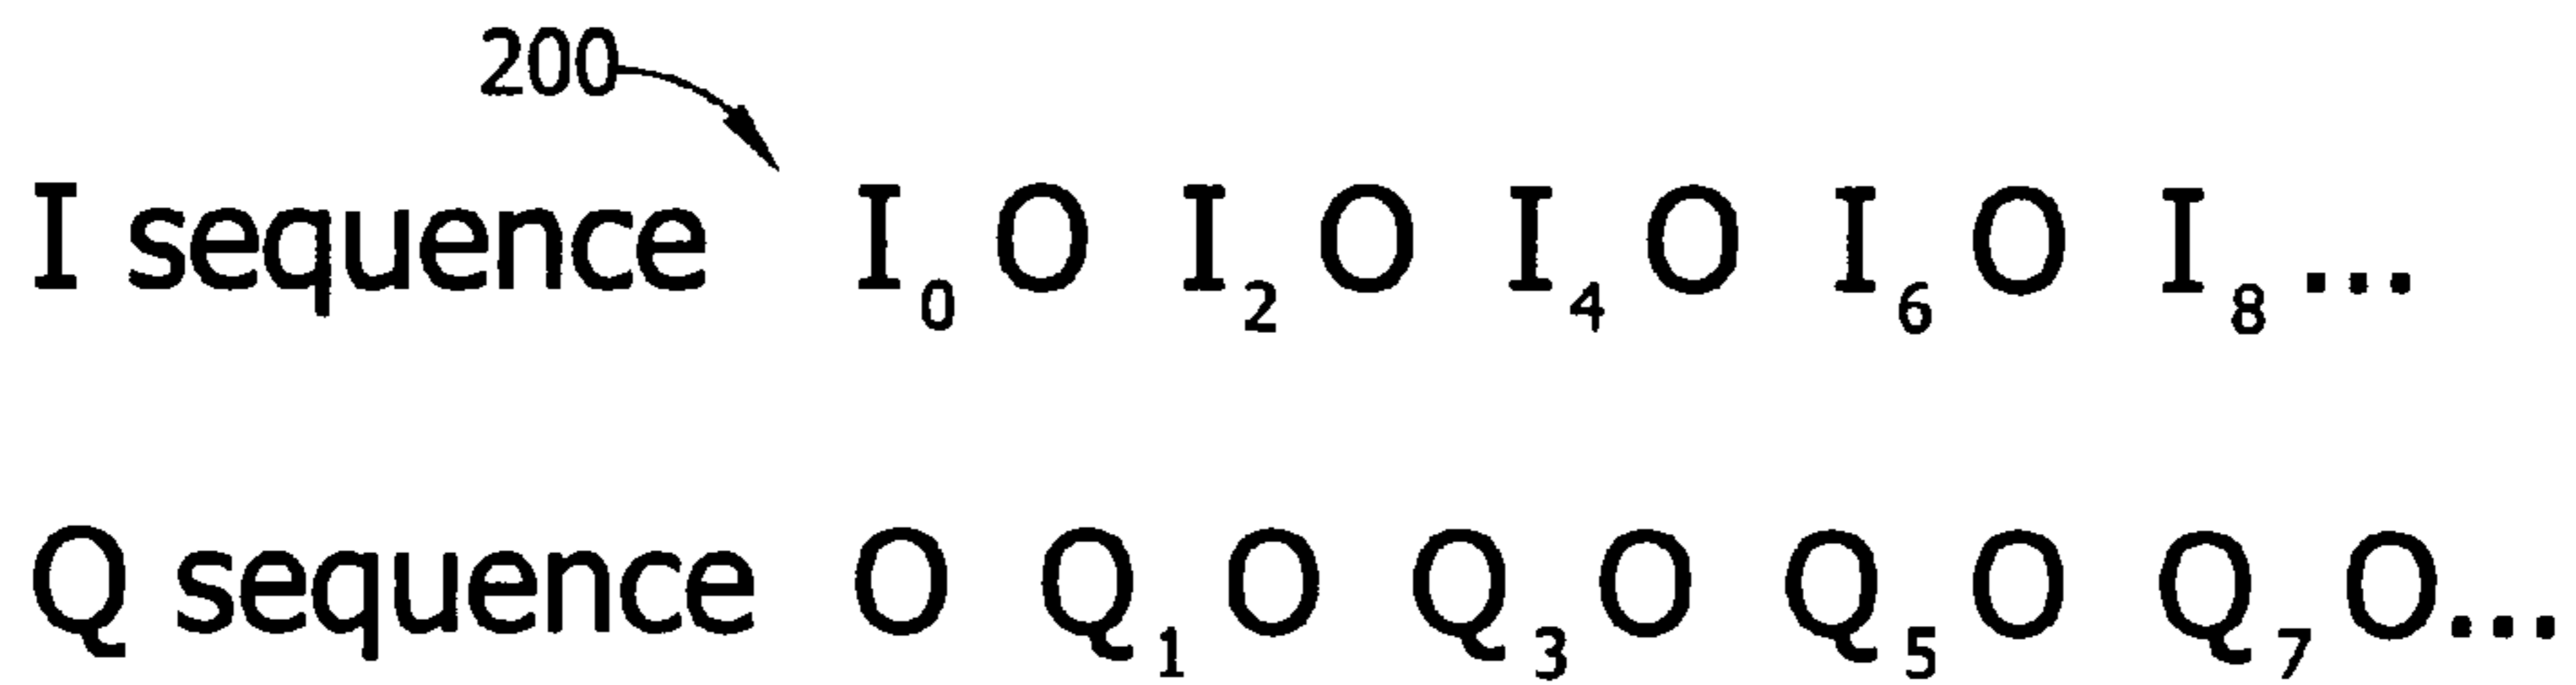 200
I sequence I₀ O I₂ O I₄ O I₆ O I₈ ...
Q sequence O Q₁ O Q₃ O Q₅ O Q₇ O...